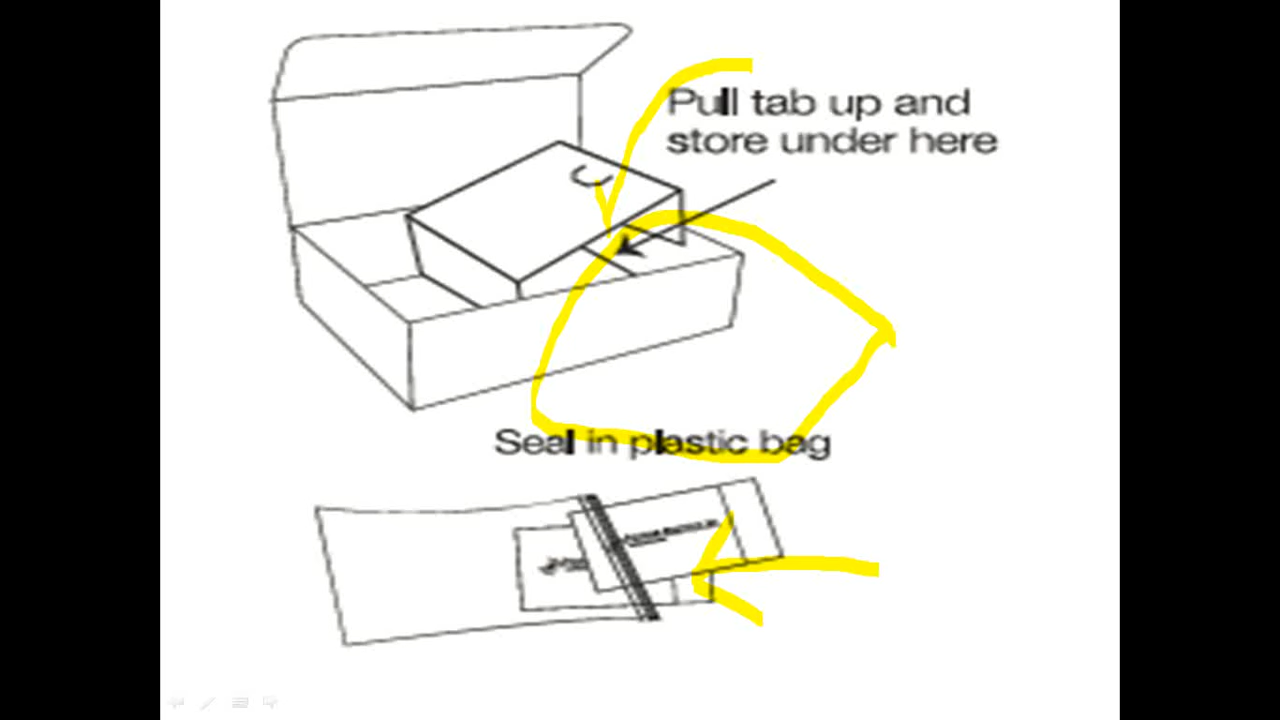 Pull tab up and
store under here
Seal in plastic bag